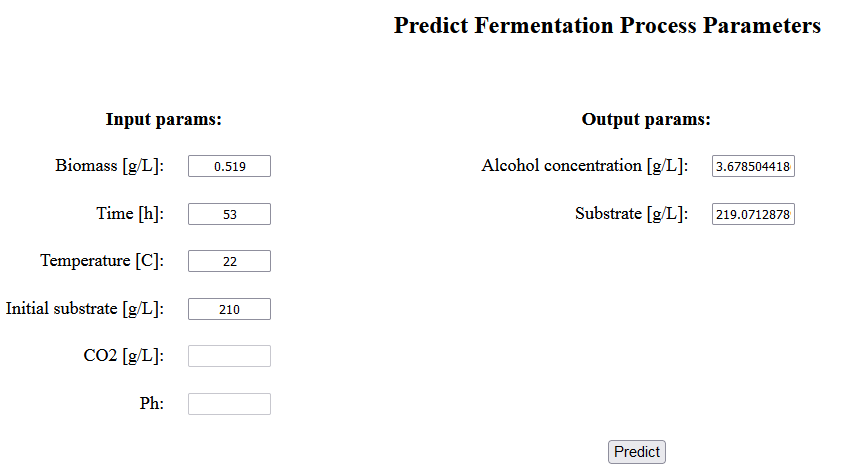 Predict Fermentation Process Parameters
Input params:
Output params:
Biomass [g/L]: 0.519
Alcohol concentration [g/L]: 3.678504418
Time [h]: 53
Substrate [g/L]: 219.0712878
Temperature [C]: 22
Initial substrate [g/L]: 210
CO2 [g/L]:
Ph:
Predict